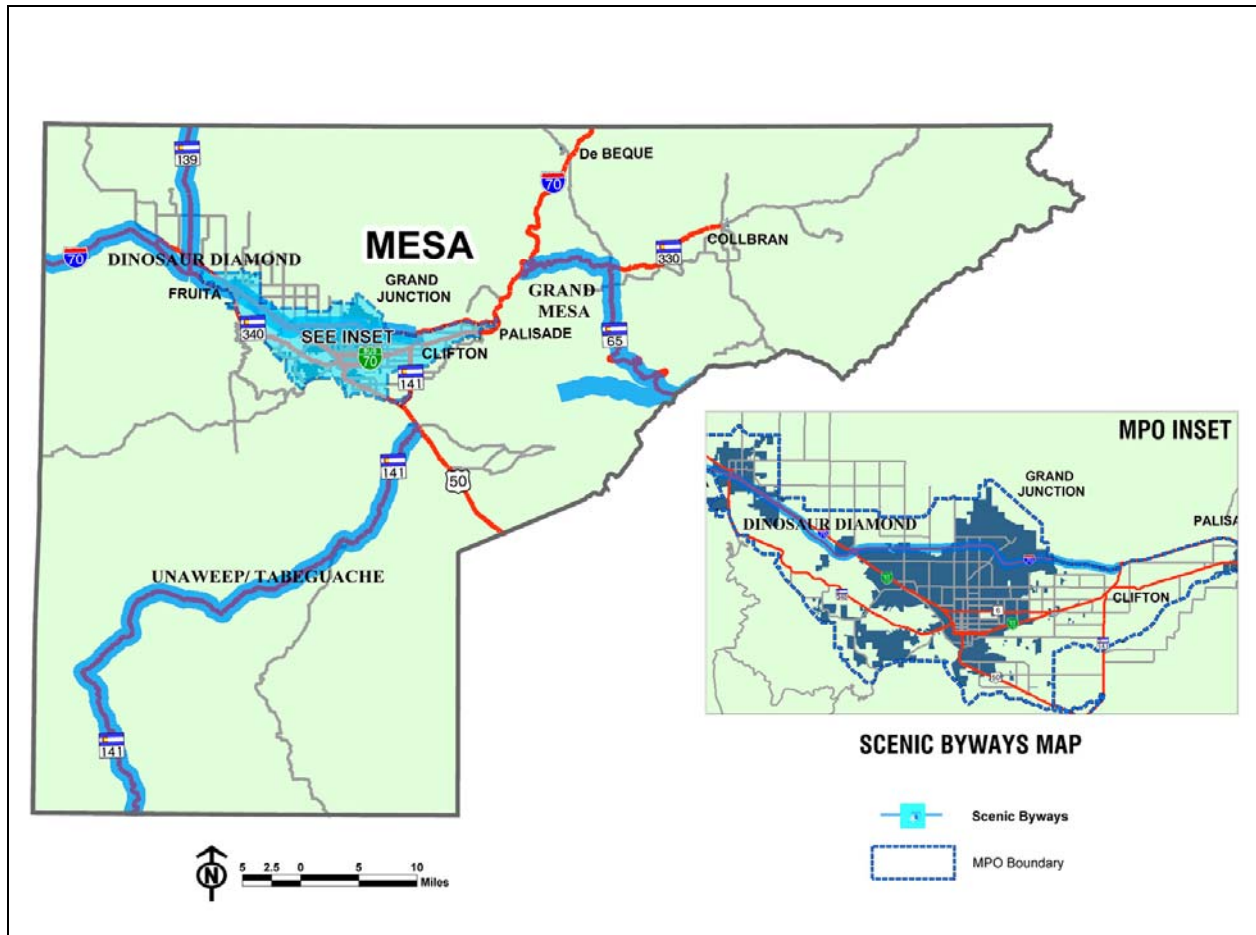 De BEQUE
139
70
MESA
COLLBRAN
330
70
DINOSAUR DIAMOND
GRAND
JUNCTION
GRAND
MESA
FRUITA
SEE INSET
PALISADE
340
70
CLIFTON
65
141
141
50
MPO INSET
GRAND
JUNCTION
PALISA
DINOSAUR DIAMOND
CLIFTON
6
50
UNAWEEP/ TABEGUACHE
141
SCENIC BYWAYS MAP
Scenic Byways
MPO Boundary
N
5 2.5 0 5 10
Miles